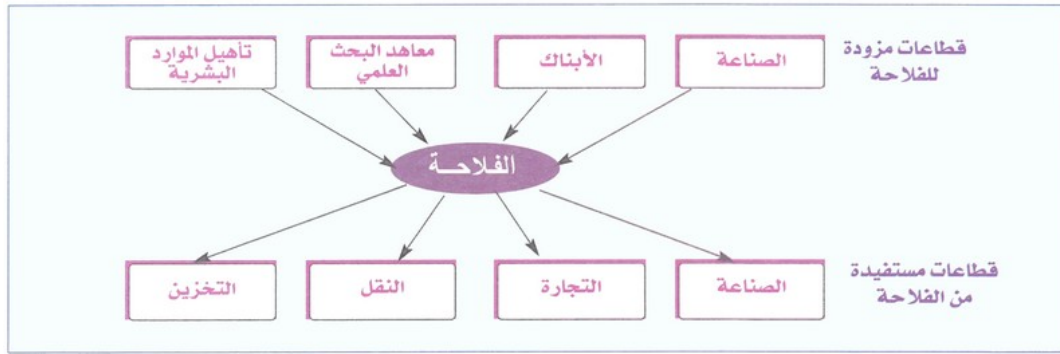 قطاعات مزودة
للفلاحة
الصناعة
الأبناك
معاهد البحث
العلمي
تأهيل الموارد
البشرية
الفلاحــة
قطاعات مستفيدة
من الفلاحة
الصناعة
التجارة
النقل
التخزين